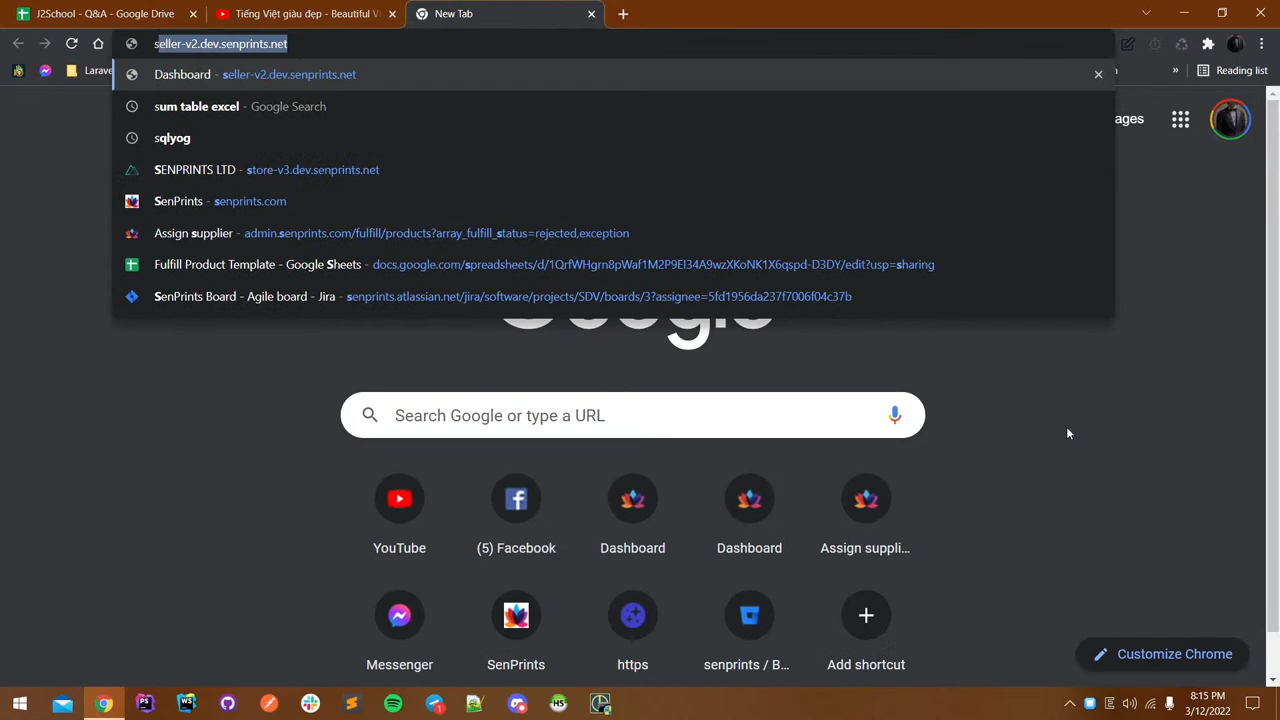 J2School - Q&A - Google Drive
Tiếng Việt giàu đẹp - Beautiful V
New Tab
seller-v2.dev.senprints.net
Larave
Reading list
Dashboard - seller-v2.dev.senprints.net
sum table excel - Google Search
sqlyog
SENPRINTS LTD - store-v3.dev.senprints.net
SenPrints - senprints.com
Assign supplier - admin.senprints.com/fulfill/products?array_fulfill_status=rejected,exception
Fulfill Product Template - Google Sheets - docs.google.com/spreadsheets/d/1QrfWHgrn8pWaf1M2P9EI34A9wzXKoNK1X6qspd-D3DY/edit?usp=sharing
SenPrints Board - Agile board - Jira - senprints.atlassian.net/jira/software/projects/SDV/boards/3?assignee=5fd1956da237f7006f04c37b
ages
Google
Search Google or type a URL
YouTube
(5) Facebook
Dashboard
Dashboard
Assign suppli...
Messenger
SenPrints
https
senprints / B...
Add shortcut
Customize Chrome
8:15 PM
3/12/2022